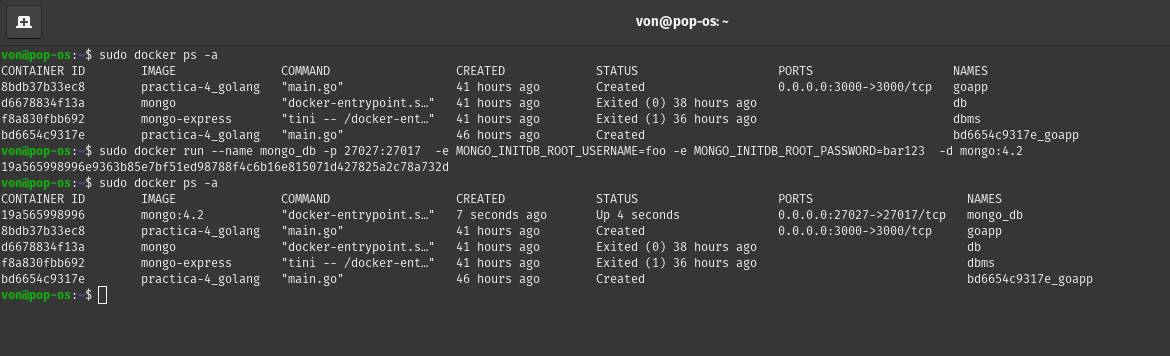 von@pop-os: ~
von@pop-os:~$ sudo docker ps -a
CONTAINER ID        IMAGE               COMMAND                  CREATED             STATUS                    PORTS                    NAMES
8bdb37b33ec8        practica-4_golang   "main.go"                41 hours ago        Created                   0.0.0.0:3000->3000/tcp   goapp
d6678834f13a        mongo               "docker-entrypoint.s…"   41 hours ago        Exited (0) 38 hours ago                            db
f8a830fbb692        mongo-express       "tini -- /docker-ent…"   41 hours ago        Exited (1) 36 hours ago                            dbms
bd6654c9317e        practica-4_golang   "main.go"                46 hours ago        Created                                            bd6654c9317e_goapp
von@pop-os:~$ sudo docker run --name mongo_db -p 27027:27017  -e MONGO_INITDB_ROOT_USERNAME=foo -e MONGO_INITDB_ROOT_PASSWORD=bar123  -d mongo:4.2
19a565998996e9363b85e7bf51ed98788f4c6b16e815071d427825a2c78a732d
von@pop-os:~$ sudo docker ps -a
CONTAINER ID        IMAGE               COMMAND                  CREATED             STATUS                    PORTS                      NAMES
19a565998996        mongo:4.2           "docker-entrypoint.s…"   7 seconds ago       Up 4 seconds              0.0.0.0:27027->27017/tcp   mongo_db
8bdb37b33ec8        practica-4_golang   "main.go"                41 hours ago        Created                   0.0.0.0:3000->3000/tcp     goapp
d6678834f13a        mongo               "docker-entrypoint.s…"   41 hours ago        Exited (0) 38 hours ago                              db
f8a830fbb692        mongo-express       "tini -- /docker-ent…"   41 hours ago        Exited (1) 36 hours ago                              dbms
bd6654c9317e        practica-4_golang   "main.go"                46 hours ago        Created                                              bd6654c9317e_goapp
von@pop-os:~$